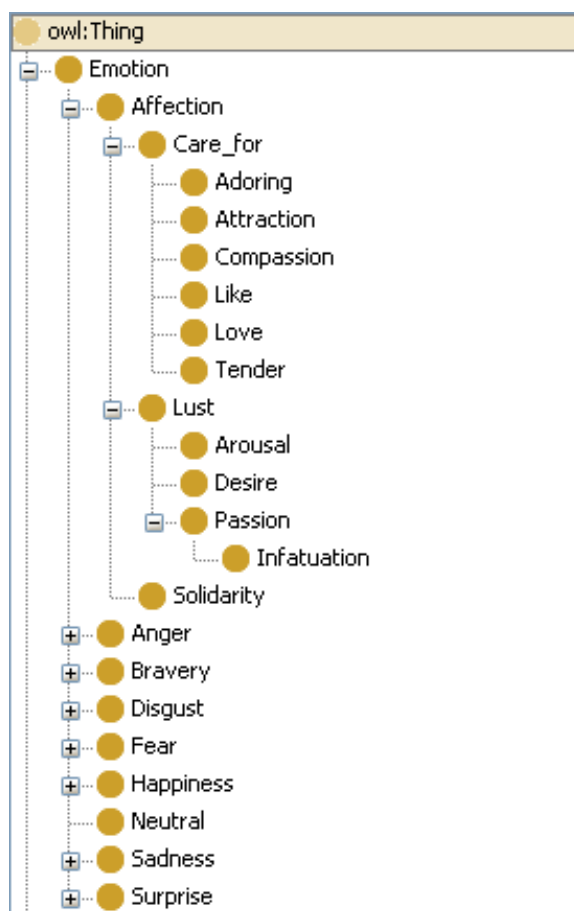 owl:Thing
Emotion
Affection
Care_for
Adoring
Attraction
Compassion
Like
Love
Tender
Lust
Arousal
Desire
Passion
Infatuation
Solidarity
Anger
Bravery
Disgust
Fear
Happiness
Neutral
Sadness
Surprise